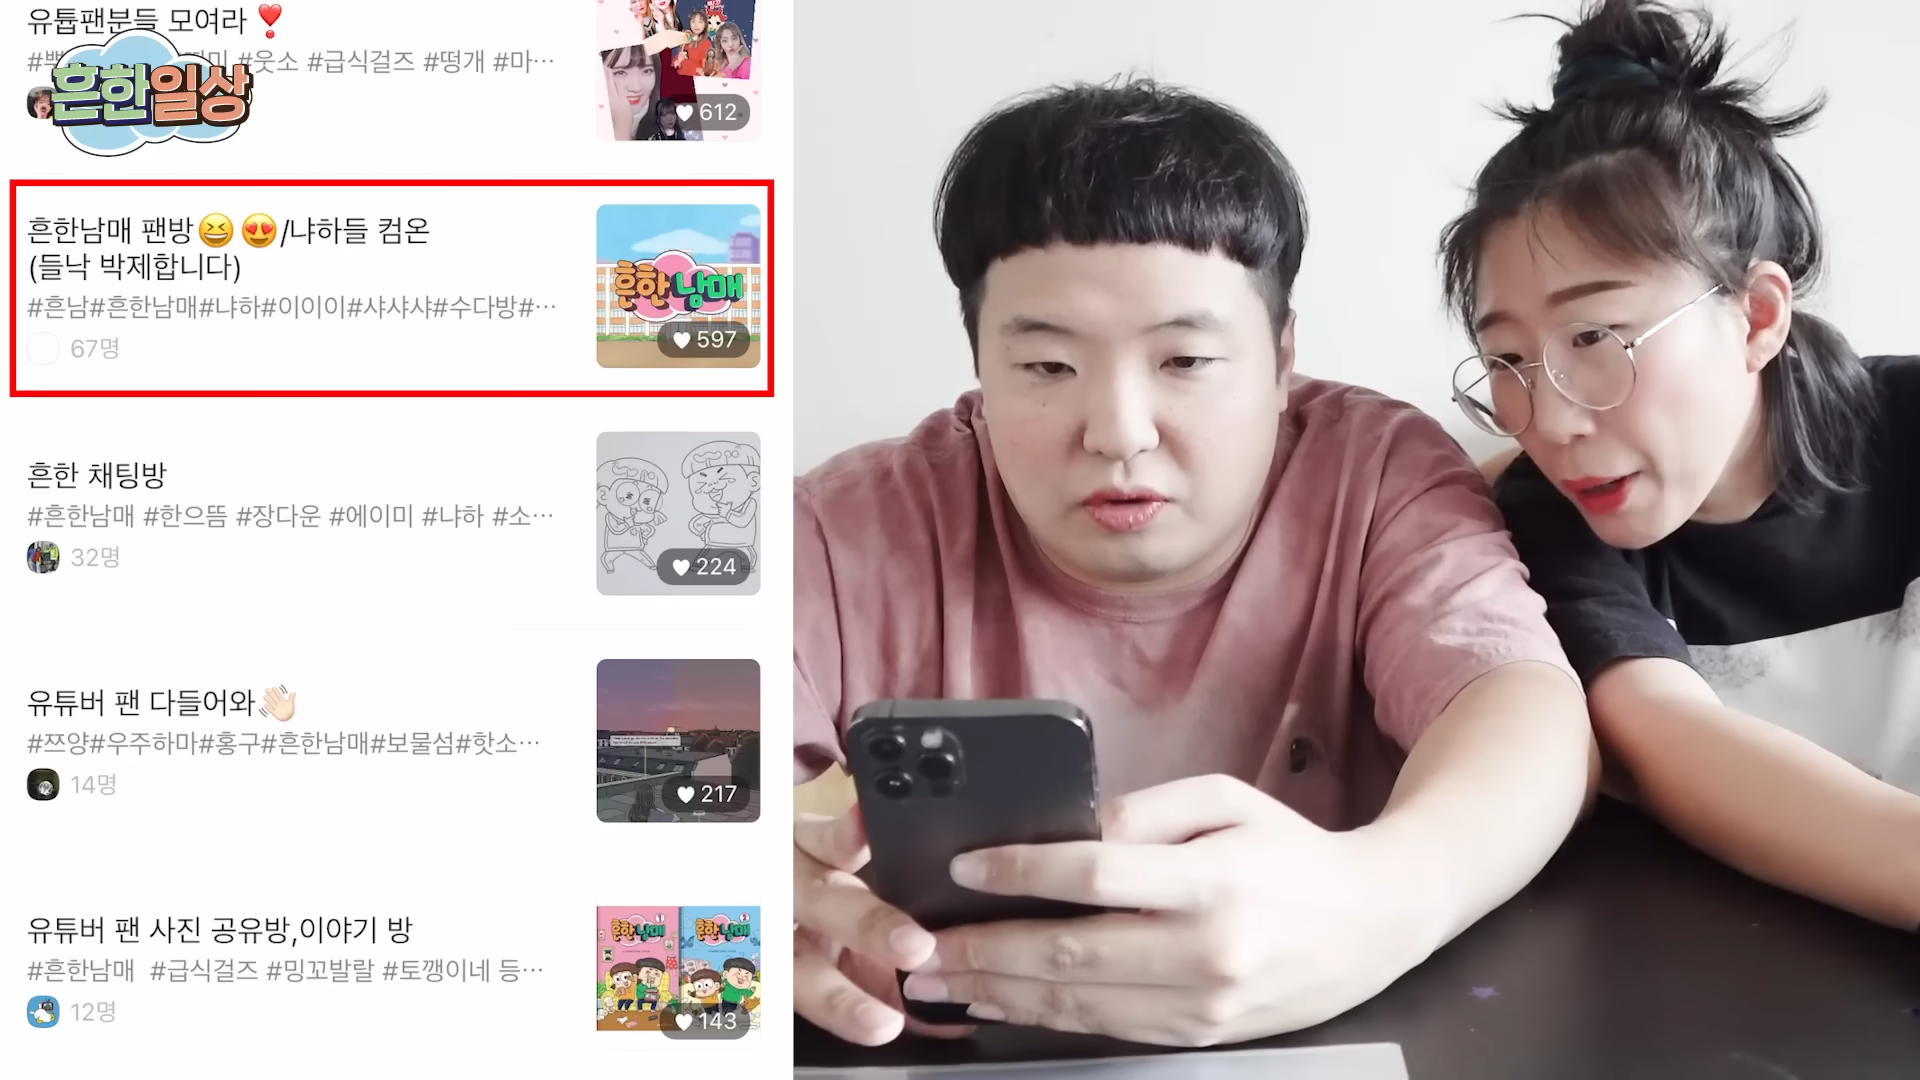 유튭팬분들 모여라❣️
#웃소 #급식걸즈 #떵개 #마…
흔한일상
612
흔한남매 팬방😆😍/냐하들 컴온
(들낙 박제합니다)
#흔남#흔한남매#냐하#이이이#샤샤샤#수다방#…
67명
흔한남매
597
흔한 채팅방
#흔한남매 #한으뜸 #장다운 #에이미 #냐하 #소…
32명
224
유튜버 팬 다들어와👋🏻
#쯔양#우주하마#홍구#흔한남매#보물섬#핫소…
14명
217
유튜버 팬 사진 공유방,이야기 방
#흔한남매 #급식걸즈 #밍꼬발랄 #토깽이네 등…
12명
흔한남매 1
흔한남매 2
143